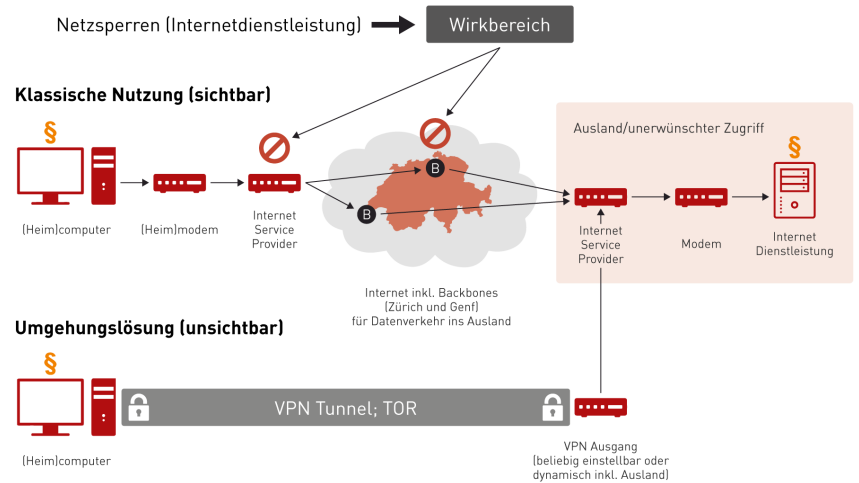 Netzsperren (Internetdienstleistung)
Wirkbereich
Klassische Nutzung (sichtbar)
§
(Heim)computer
(Heim)modem
Internet
Service
Provider
B
B
Internet inkl. Backbones
(Zürich und Genf)
für Datenverkehr ins Ausland
Ausland/unerwünschter Zugriff
§
Internet
Service
Provider
Modem
Internet
Dienstleistung
Umgehungslösung (unsichtbar)
§
(Heim)computer
VPN Tunnel; TOR
VPN Ausgang
(beliebig einstellbar oder
dynamisch inkl. Ausland)